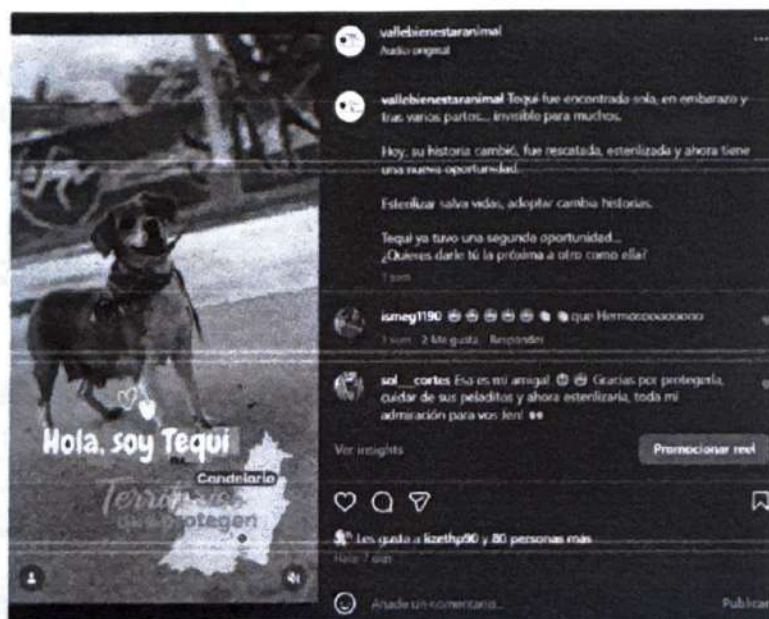 vallebienestaranimal
Audio original
vallebienestaranimal Tequi fue encontrada sola, en embarazo y
tras varios partos... invisible para muchos.
Hoy, su historia cambió, fue rescatada, esterilizada y ahora tiene
una nueva oportunidad.
Esterilizar salva vidas, adoptar cambia historias.
Tequi ya tuvo una segunda oportunidad...
¿Quieres darle tú la próxima a otro como ella?
1 sem
ismey1190 que Hermosooooooooo
1 sem 2 Me gusta Responder
sol__cortes Esa es mi amiga! Gracias por protegerla,
cuidar de sus peladitos y ahora esterilizarla, toda mi
admiración para vos Jen!
Ver insights
Promocionar reel
Les gusta a lizethp90 y 80 personas más
Hace 7 días
Añade un comentario...
Publicar
Hola, soy Tequi
Candelaria
Territorios
que protegen